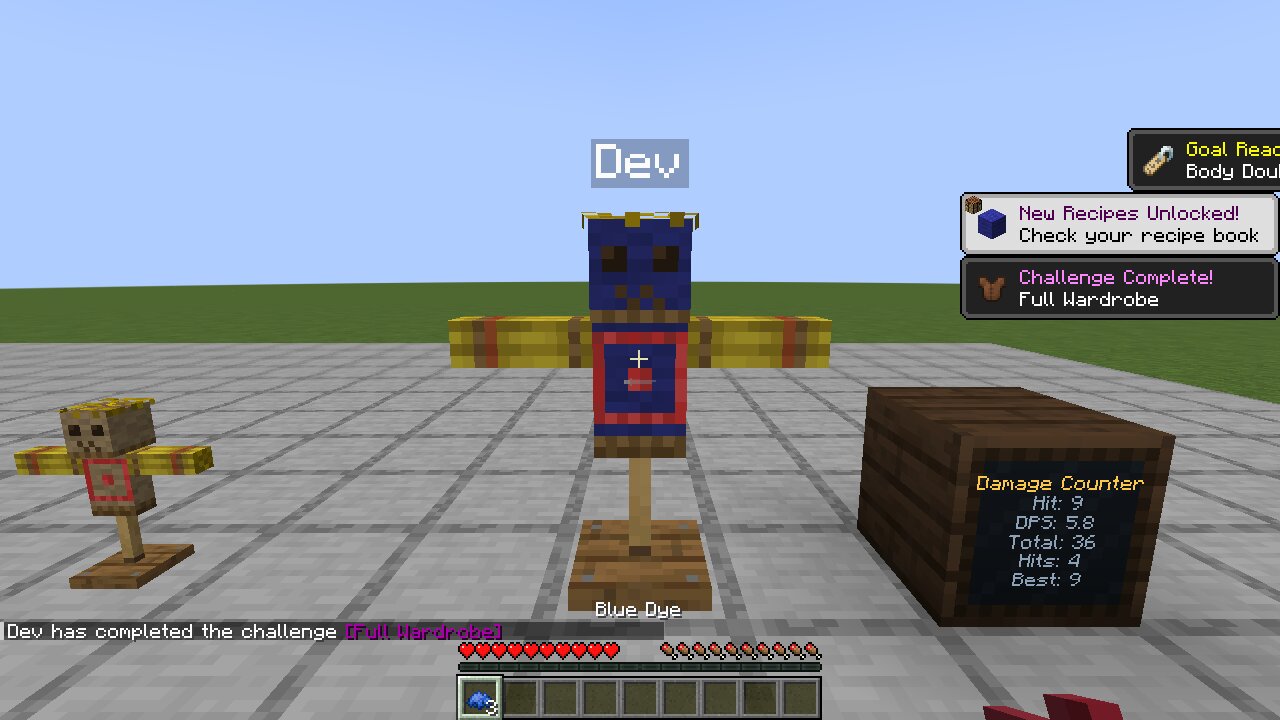 Dev
Goal Reac
Body Dou
New Recipes Unlocked!
Check your recipe book
Challenge Complete!
Full Wardrobe
Damage Counter
Hit: 9
DPS: 5.8
Total: 36
Hits: 4
Best: 9
Blue Dye
Dev has completed the challenge [Full Wardrobe]